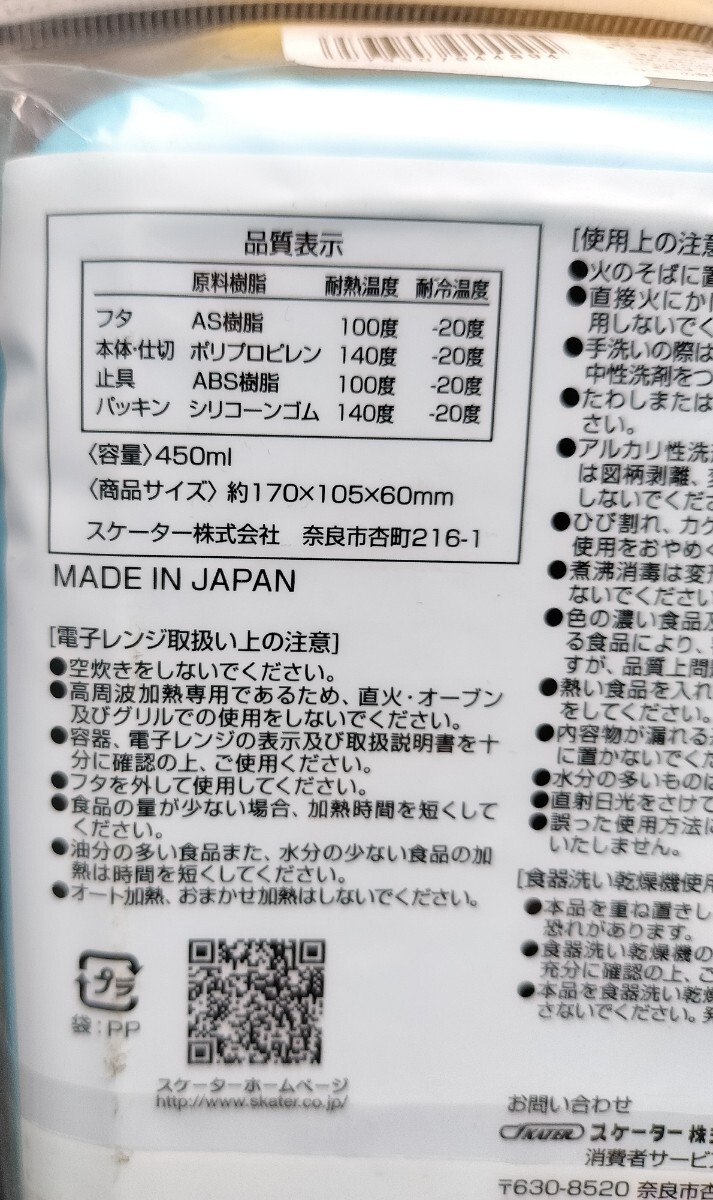 品質表示
原料樹脂 耐熱温度 耐冷温度
フタ AS樹脂 100度 -20度
本体・仕切 ポリプロピレン 140度 -20度
止具 ABS樹脂 100度 -20度
パッキン シリコーンゴム 140度 -20度
〈容量〉450ml
〈商品サイズ〉約170×105×60mm
スケーター株式会社 奈良市杏町216-1
MADE IN JAPAN
[電子レンジ取扱い上の注意]
●空炊きをしないでください。
●高周波加熱専用であるため、直火・オーブン
及びグリルでの使用をしないでください。
●容器、電子レンジの表示及び取扱説明書を十
分に確認の上、ご使用ください。
●フタを外して使用してください。
●食品の量が少ない場合、加熱時間を短くして
ください。
●油分の多い食品また、水分の少ない食品の加
熱は時間を短くしてください。
●オート加熱、おまかせ加熱はしないでください。
プラ
袋:PP
スケーターホームページ
http://www.skater.co.jp/
[使用上の注意
●火のそばに置
●直接火にか
用しないでく
●手洗いの際は
中性洗剤をつ
●たわしまたは
さい。
●アルカリ性洗
は図柄剥離、
しないでくださ
●ひび割れ、カケ
使用をおやめく
●煮沸消毒は変形
ないでください
●色の濃い食品及
る食品により、
すが、品質上問
●熱い食品を入れ
をしてください。
●内容物が漏れる
に置かないでくだ
●水分の多いものは
●直射日光をさけて
●誤った使用方法に
いたしません。
[食器洗い乾燥機使用
●本品を重ね置きし
恐れがあります。
●食器洗い乾燥機の
充分に確認の上、ご
●本品を食器洗い乾燥
さないでください。
お問い合わせ
SKATER スケーター株式
消費者サービ
〒630-8520 奈良市杏